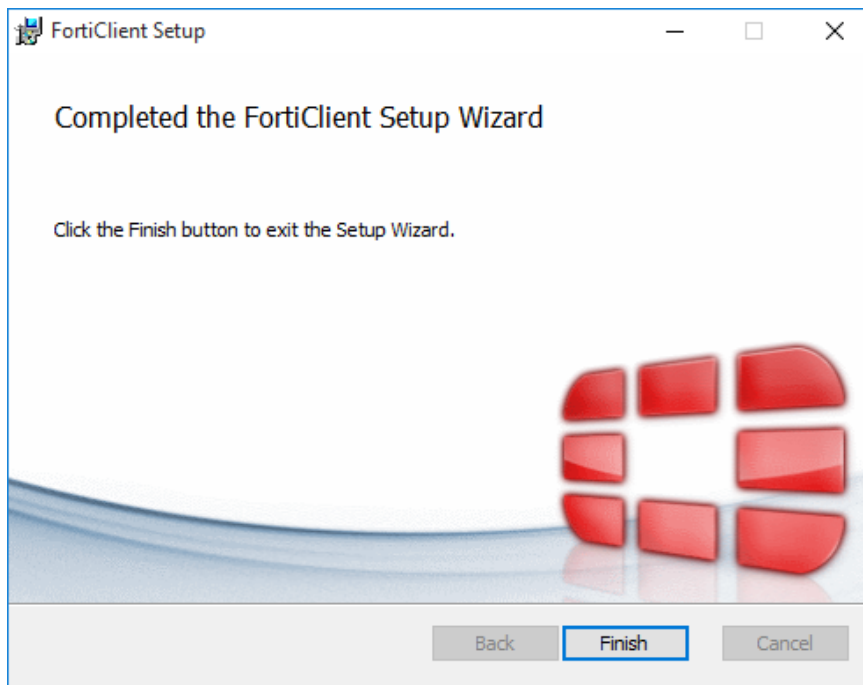 FortiClient Setup
Completed the FortiClient Setup Wizard
Click the Finish button to exit the Setup Wizard.
Back
Finish
Cancel